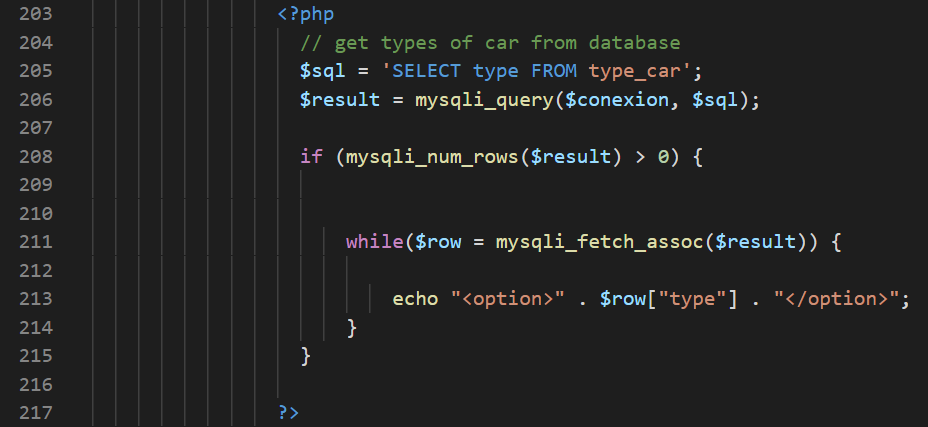 203 <?php
204 // get types of car from database
205 $sql = 'SELECT type FROM type_car';
206 $result = mysqli_query($conexion, $sql);
207
208 if (mysqli_num_rows($result) > 0) {
209
210
211 while($row = mysqli_fetch_assoc($result)) {
212
213 echo "<option>" . $row["type"] . "</option>";
214 }
215 }
216
217 ?>